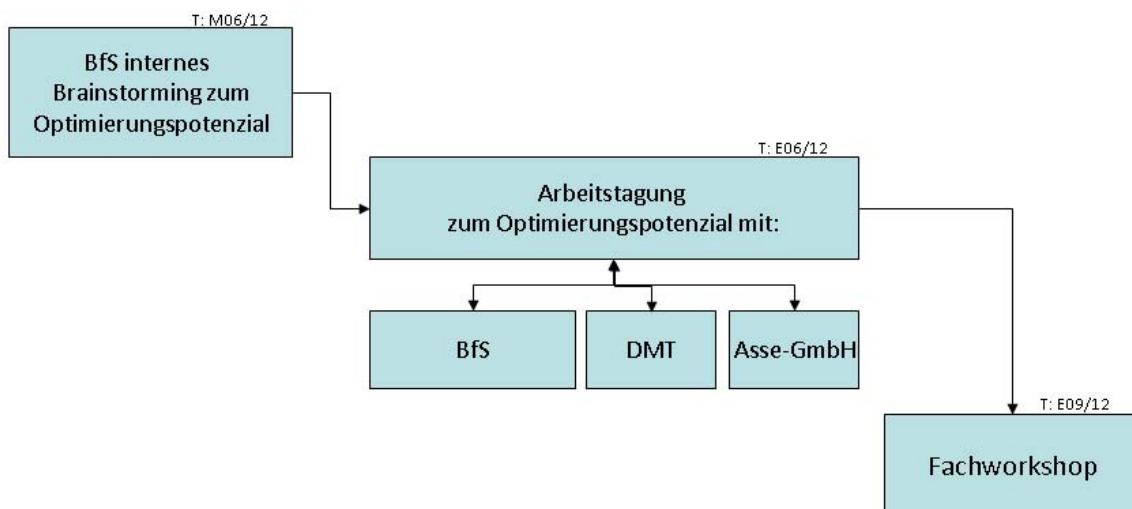 T: M06/12
BfS internes
Brainstorming zum
Optimierungspotenzial
T: E06/12
Arbeitstagung
zum Optimierungspotenzial mit:
BfS
DMT
Asse-GmbH
T: E09/12
Fachworkshop